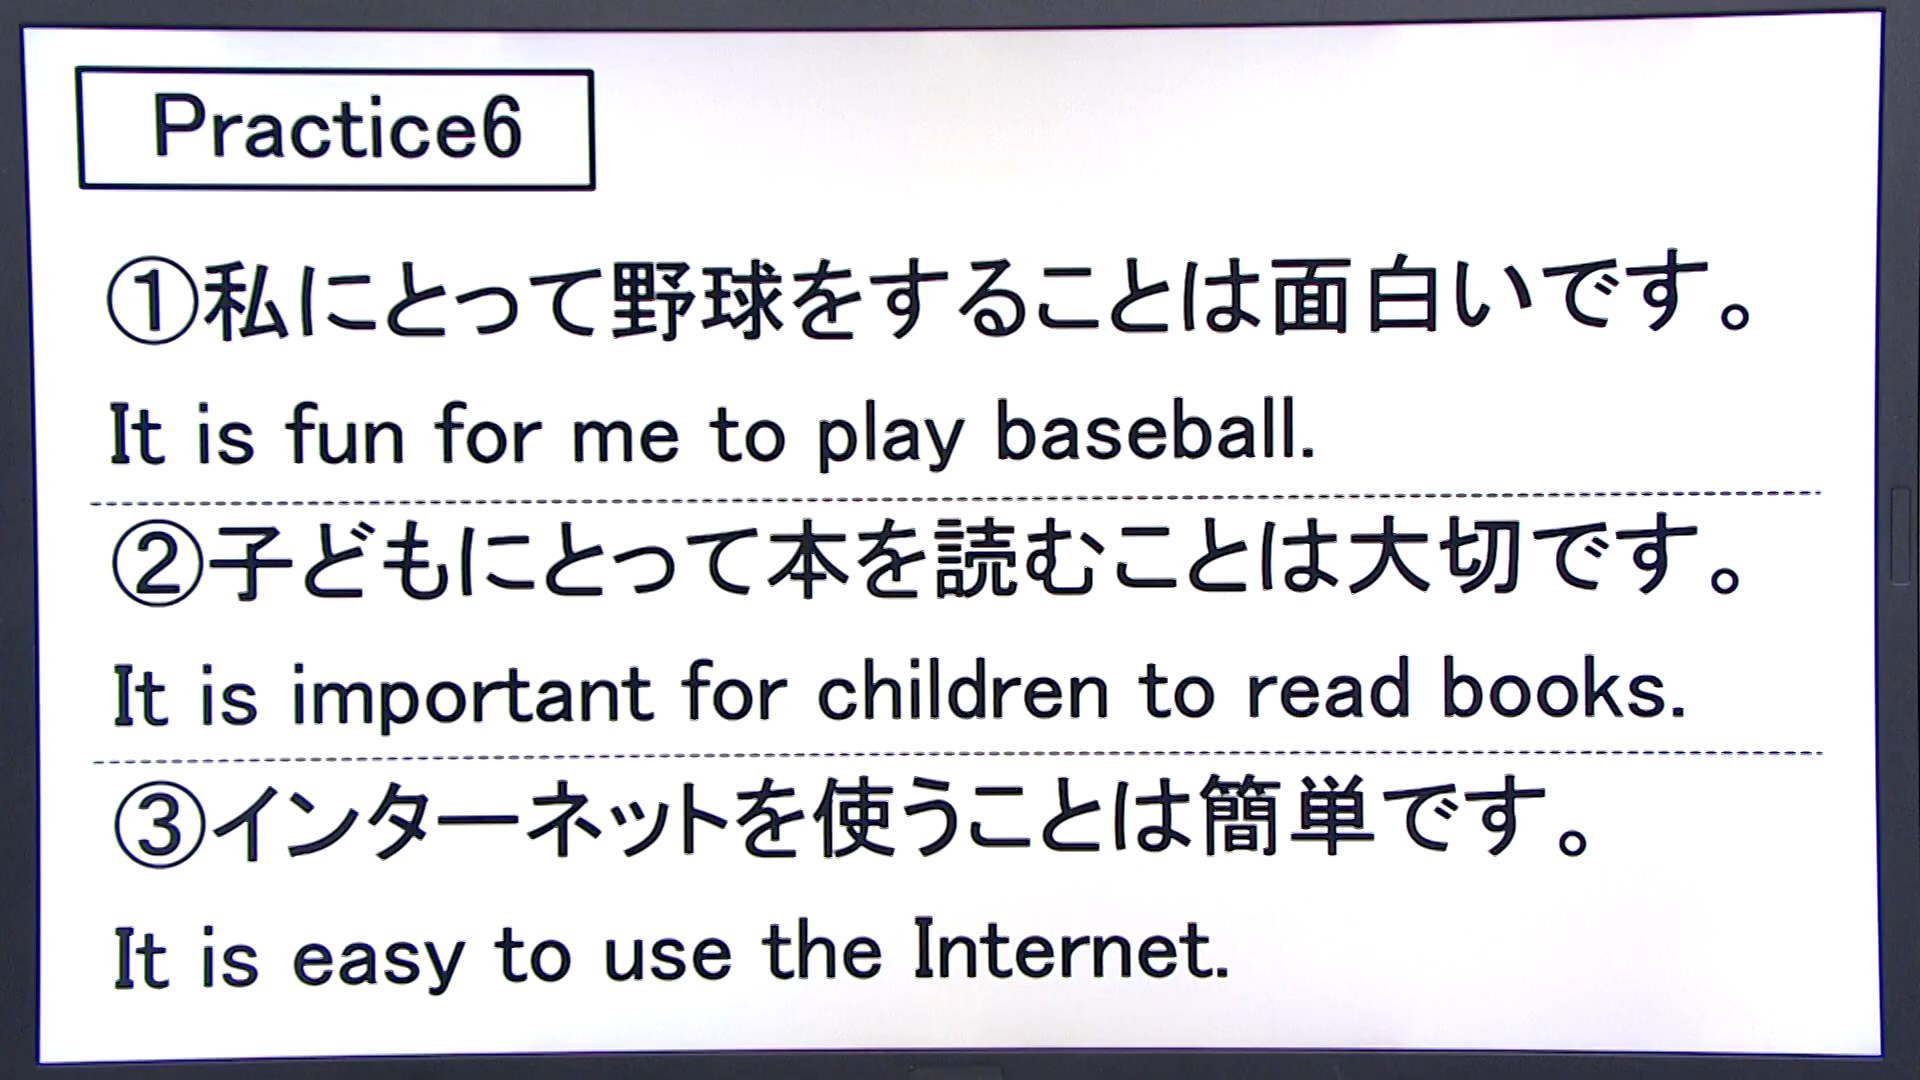 Practice6
①私にとって野球をすることは面白いです。
It is fun for me to play baseball.
②子どもにとって本を読むことは大切です。
It is important for children to read books.
③インターネットを使うことは簡単です。
It is easy to use the Internet.